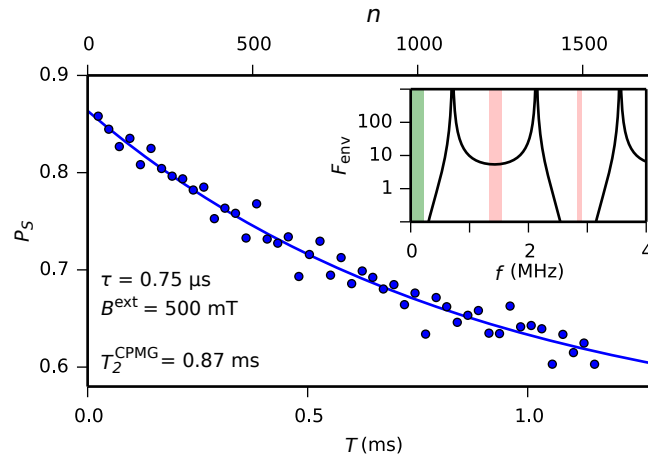 n
0 500 1000 1500
0.9
0.8
0.7
0.6
P_S
τ = 0.75 μs
B^ext = 500 mT
T_2^CPMG = 0.87 ms
100
10
1
F_env
0 2 4
f (MHz)
0.0 0.5 1.0
T (ms)